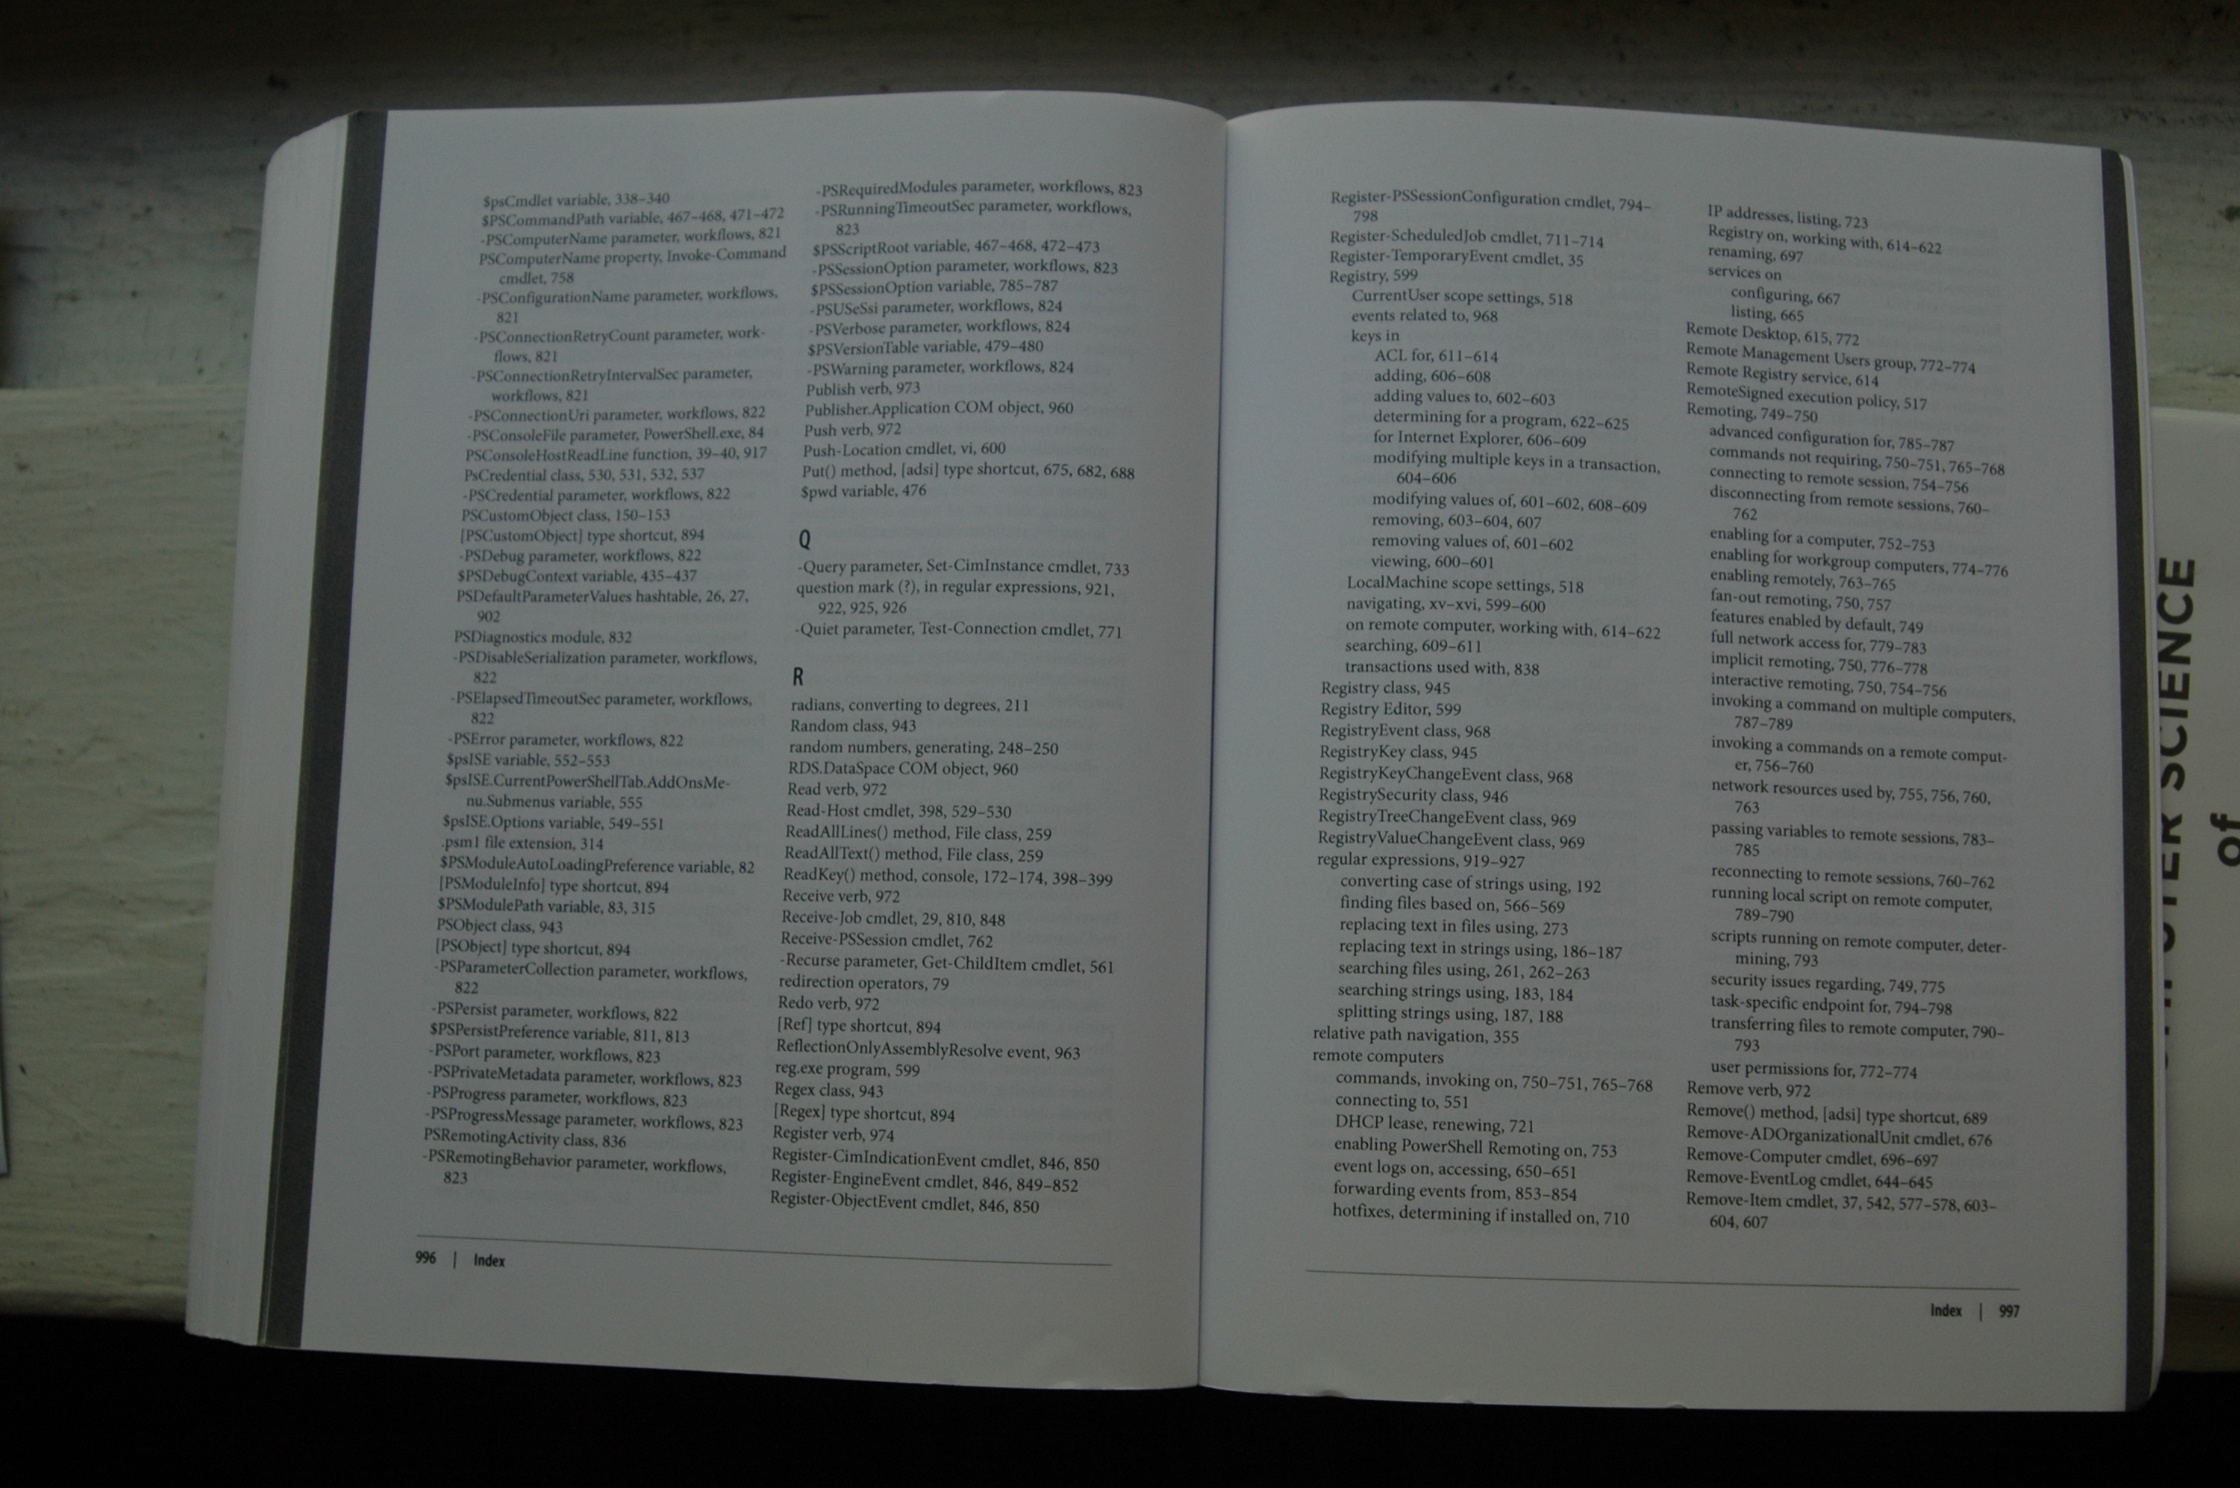 $psCmdlet variable, 338–340
$PSCommandPath variable, 467–468, 471–472
-PSComputerName parameter, workflows, 821
PSComputerName property, Invoke-Command
cmdlet, 758
-PSConfigurationName parameter, workflows,
821
-PSConnectionRetryCount parameter, work-
flows, 821
-PSConnectionRetryIntervalSec parameter,
workflows, 821
-PSConnectionUri parameter, workflows, 822
-PSConsoleFile parameter, PowerShell.exe, 84
PSConsoleHostReadLine function, 39–40, 917
PsCredential class, 530, 531, 532, 537
-PSCredential parameter, workflows, 822
PSCustomObject class, 150–153
[PSCustomObject] type shortcut, 894
-PSDebug parameter, workflows, 822
$PSDebugContext variable, 435–437
PSDefaultParameterValues hashtable, 26, 27,
902
PSDiagnostics module, 832
-PSDisableSerialization parameter, workflows,
822
-PSElapsedTimeoutSec parameter, workflows,
822
-PSError parameter, workflows, 822
$psISE variable, 552–553
$psISE.CurrentPowerShellTab.AddOnsMe-
nu.Submenus variable, 555
$psISE.Options variable, 549–551
.psm1 file extension, 314
$PSModuleAutoLoadingPreference variable, 82
[PSModuleInfo] type shortcut, 894
$PSModulePath variable, 83, 315
PSObject class, 943
[PSObject] type shortcut, 894
-PSParameterCollection parameter, workflows,
822
-PSPersist parameter, workflows, 822
$PSPersistPreference variable, 811, 813
-PSPort parameter, workflows, 823
-PSPrivateMetadata parameter, workflows, 823
-PSProgress parameter, workflows, 823
-PSProgressMessage parameter, workflows, 823
PSRemotingActivity class, 836
-PSRemotingBehavior parameter, workflows,
823
-PSRequiredModules parameter, workflows, 823
-PSRunningTimeoutSec parameter, workflows,
823
$PSScriptRoot variable, 467–468, 472–473
-PSSessionOption parameter, workflows, 823
$PSSessionOption variable, 785–787
-PSUSeSsi parameter, workflows, 824
-PSVerbose parameter, workflows, 824
$PSVersionTable variable, 479–480
-PSWarning parameter, workflows, 824
Publish verb, 973
Publisher.Application COM object, 960
Push verb, 972
Push-Location cmdlet, vi, 600
Put() method, [adsi] type shortcut, 675, 682, 688
$pwd variable, 476
Q
-Query parameter, Set-CimInstance cmdlet, 733
question mark (?), in regular expressions, 921,
922, 925, 926
-Quiet parameter, Test-Connection cmdlet, 771
R
radians, converting to degrees, 211
Random class, 943
random numbers, generating, 248–250
RDS.DataSpace COM object, 960
Read verb, 972
Read-Host cmdlet, 398, 529–530
ReadAllLines() method, File class, 259
ReadAllText() method, File class, 259
ReadKey() method, console, 172–174, 398–399
Receive verb, 972
Receive-Job cmdlet, 29, 810, 848
Receive-PSSession cmdlet, 762
-Recurse parameter, Get-ChildItem cmdlet, 561
redirection operators, 79
Redo verb, 972
[Ref] type shortcut, 894
ReflectionOnlyAssemblyResolve event, 963
reg.exe program, 599
Regex class, 943
[Regex] type shortcut, 894
Register verb, 974
Register-CimIndicationEvent cmdlet, 846, 850
Register-EngineEvent cmdlet, 846, 849–852
Register-ObjectEvent cmdlet, 846, 850
996 | Index
Register-PSSessionConfiguration cmdlet, 794–
798
Register-ScheduledJob cmdlet, 711–714
Register-TemporaryEvent cmdlet, 35
Registry, 599
CurrentUser scope settings, 518
events related to, 968
keys in
ACL for, 611–614
adding, 606–608
adding values to, 602–603
determining for a program, 622–625
for Internet Explorer, 606–609
modifying multiple keys in a transaction,
604–606
modifying values of, 601–602, 608–609
removing, 603–604, 607
removing values of, 601–602
viewing, 600–601
LocalMachine scope settings, 518
navigating, xv–xvi, 599–600
on remote computer, working with, 614–622
searching, 609–611
transactions used with, 838
Registry class, 945
Registry Editor, 599
RegistryEvent class, 968
RegistryKey class, 945
RegistryKeyChangeEvent class, 968
RegistrySecurity class, 946
RegistryTreeChangeEvent class, 969
RegistryValueChangeEvent class, 969
regular expressions, 919–927
converting case of strings using, 192
finding files based on, 566–569
replacing text in files using, 273
replacing text in strings using, 186–187
searching files using, 261, 262–263
searching strings using, 183, 184
splitting strings using, 187, 188
relative path navigation, 355
remote computers
commands, invoking on, 750–751, 765–768
connecting to, 551
DHCP lease, renewing, 721
enabling PowerShell Remoting on, 753
event logs on, accessing, 650–651
forwarding events from, 853–854
hotfixes, determining if installed on, 710
IP addresses, listing, 723
Registry on, working with, 614–622
renaming, 697
services on
configuring, 667
listing, 665
Remote Desktop, 615, 772
Remote Management Users group, 772–774
Remote Registry service, 614
RemoteSigned execution policy, 517
Remoting, 749–750
advanced configuration for, 785–787
commands not requiring, 750–751, 765–768
connecting to remote session, 754–756
disconnecting from remote sessions, 760–
762
enabling for a computer, 752–753
enabling for workgroup computers, 774–776
enabling remotely, 763–765
fan-out remoting, 750, 757
features enabled by default, 749
full network access for, 779–783
implicit remoting, 750, 776–778
interactive remoting, 750, 754–756
invoking a command on multiple computers,
787–789
invoking a commands on a remote comput-
er, 756–760
network resources used by, 755, 756, 760,
763
passing variables to remote sessions, 783–
785
reconnecting to remote sessions, 760–762
running local script on remote computer,
789–790
scripts running on remote computer, deter-
mining, 793
security issues regarding, 749, 775
task-specific endpoint for, 794–798
transferring files to remote computer, 790–
793
user permissions for, 772–774
Remove verb, 972
Remove() method, [adsi] type shortcut, 689
Remove-ADOrganizationalUnit cmdlet, 676
Remove-Computer cmdlet, 696–697
Remove-EventLog cmdlet, 644–645
Remove-Item cmdlet, 37, 542, 577–578, 603–
604, 607
Index | 997
SCIENCE
of